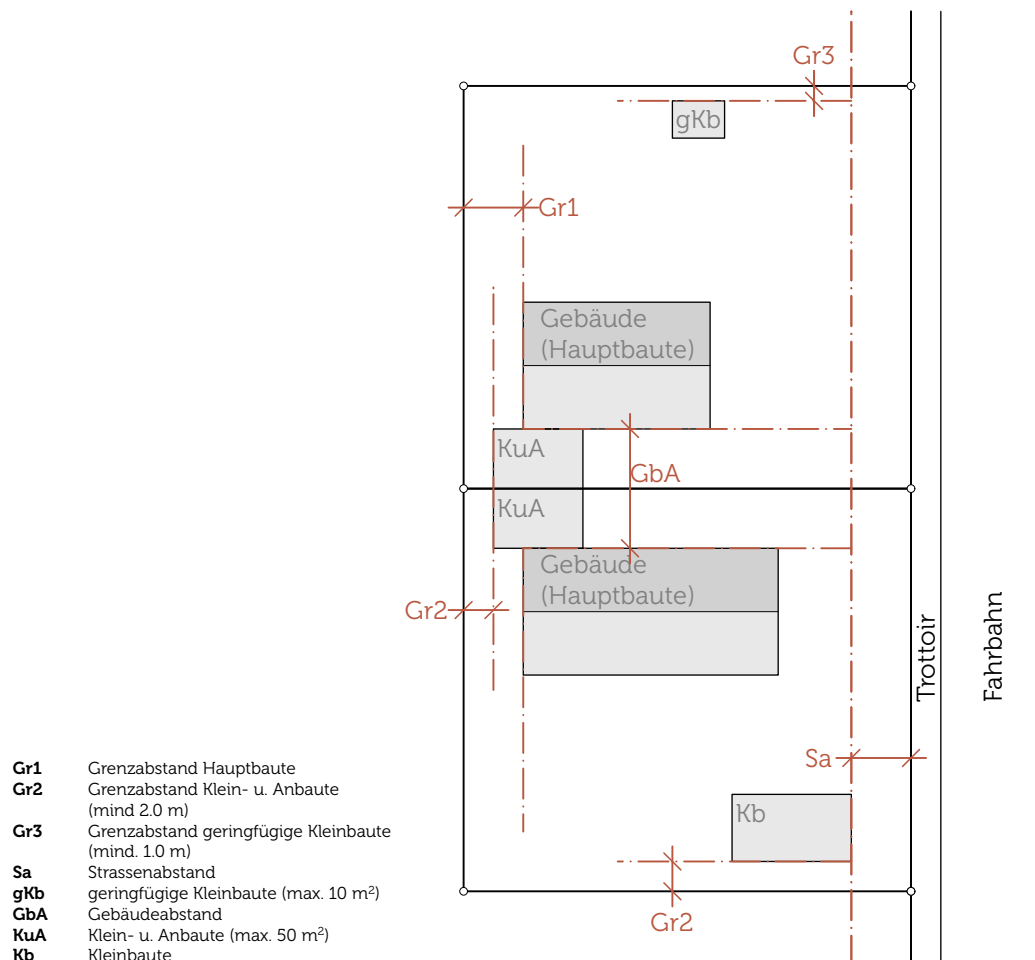 Gr3
gKb
Gr1
Gebäude
(Hauptbaute)
KuA
GbA
KuA
Gebäude
(Hauptbaute)
Gr2
Trottoir
Fahrbahn
Sa
Kb
Gr2
Gr1 Grenzabstand Hauptbaute
Gr2 Grenzabstand Klein- u. Anbaute
(mind 2.0 m)
Gr3 Grenzabstand geringfügige Kleinbaute
(mind. 1.0 m)
Sa Strassenabstand
gKb geringfügige Kleinbaute (max. 10 m²)
GbA Gebäudeabstand
KuA Klein- u. Anbaute (max. 50 m²)
Kb Kleinbaute